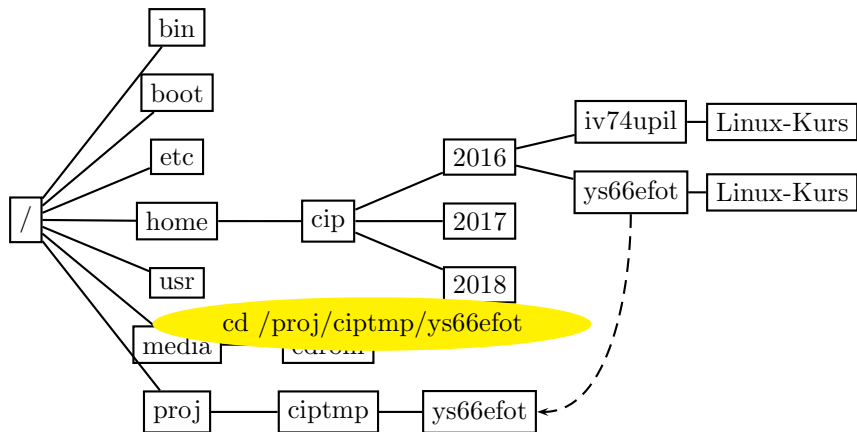 bin
boot
iv74upil Linux-Kurs
etc 2016
ys66efot Linux-Kurs
/ home cip 2017
usr 2018
cd /proj/ciptmp/ys66efot
media
proj ciptmp ys66efot